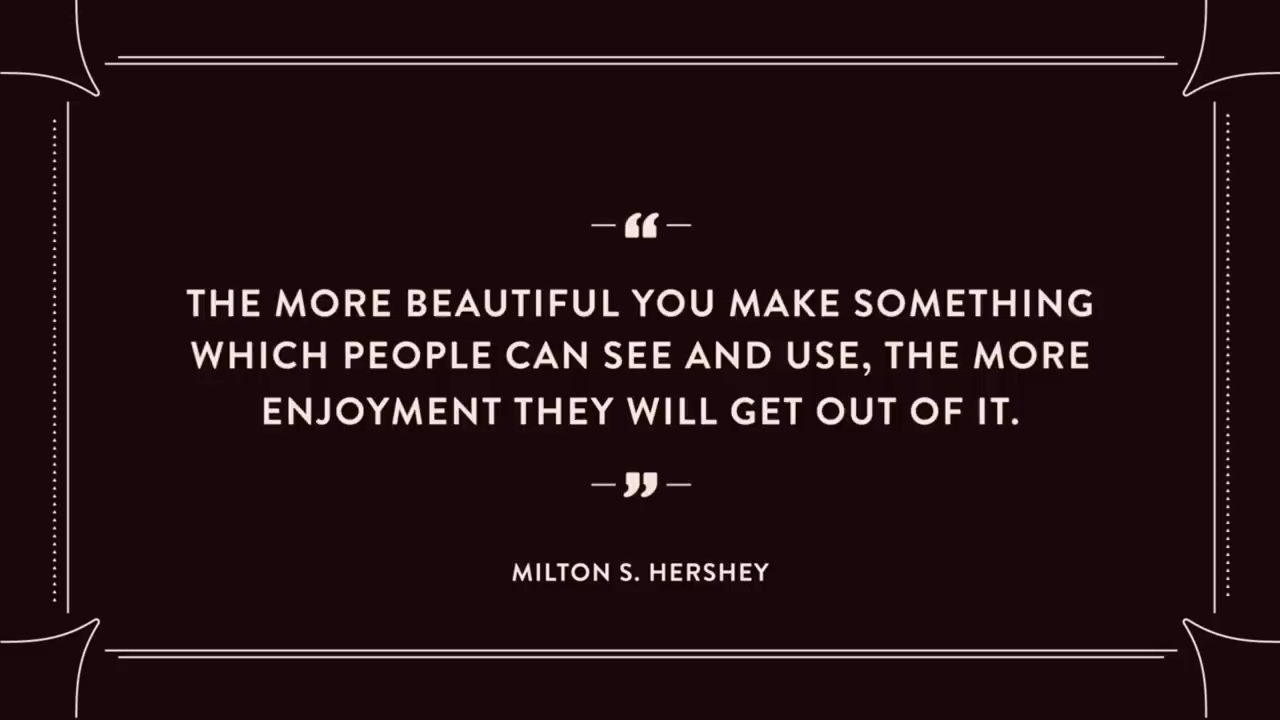 “
THE MORE BEAUTIFUL YOU MAKE SOMETHING
WHICH PEOPLE CAN SEE AND USE, THE MORE
ENJOYMENT THEY WILL GET OUT OF IT.
”
MILTON S. HERSHEY